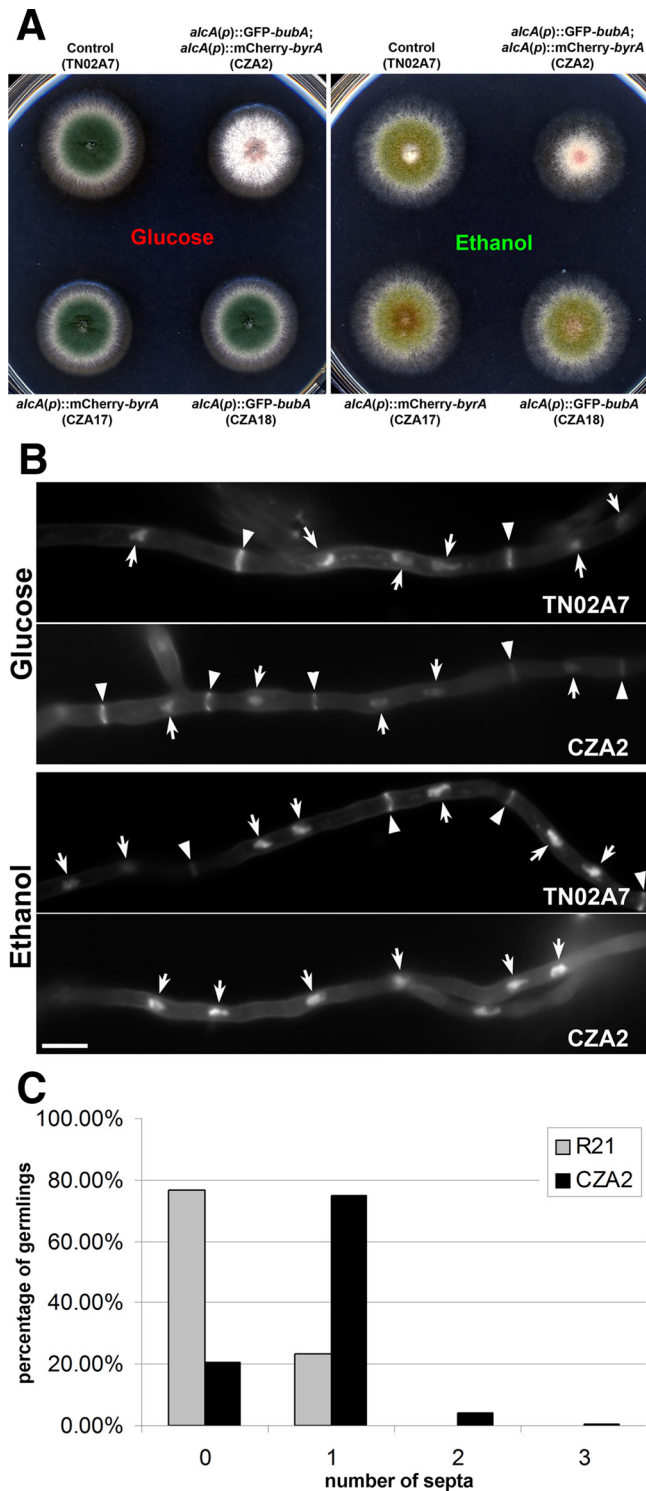 A
Control
(TN02A7)
alcA(p)::GFP-bubA;
alcA(p)::mCherry-byrA
(CZA2)
Control
(TN02A7)
alcA(p)::GFP-bubA;
alcA(p)::mCherry-byrA
(CZA2)
Glucose
Ethanol
alcA(p)::mCherry-byrA
(CZA17)
alcA(p)::GFP-bubA
(CZA18)
alcA(p)::mCherry-byrA
(CZA17)
alcA(p)::GFP-bubA
(CZA18)
B
Glucose
TN02A7
CZA2
Ethanol
TN02A7
CZA2
C
percentage of germlings
100.00%
80.00%
60.00%
40.00%
20.00%
0.00%
R21
CZA2
0 1 2 3
number of septa